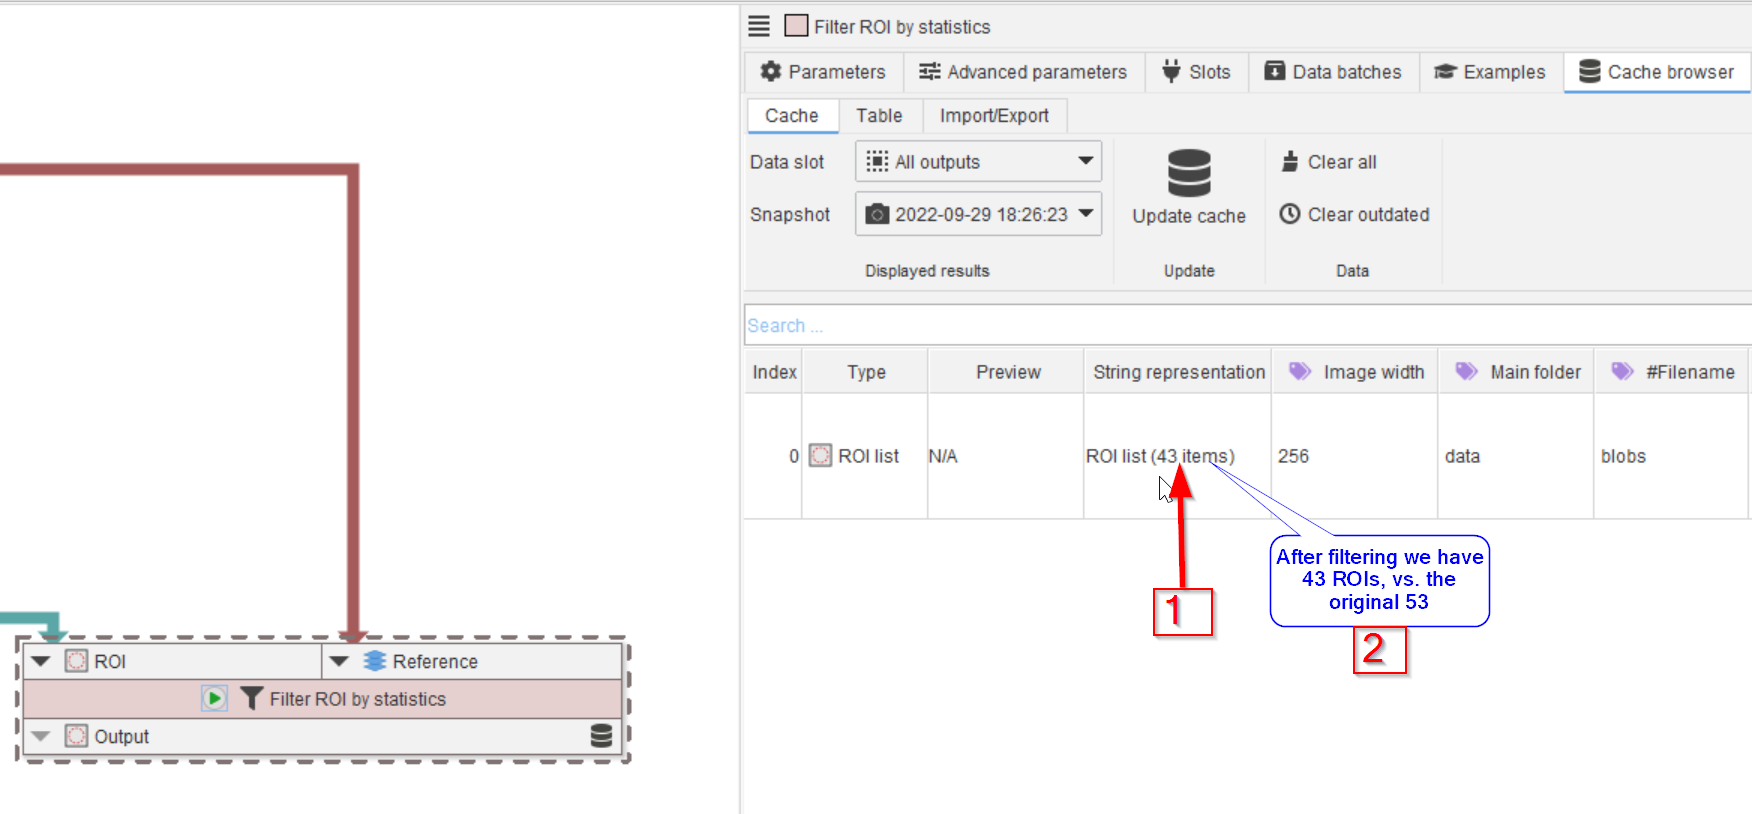 Filter ROI by statistics
Parameters
Advanced parameters
Slots
Data batches
Examples
Cache browser
Cache
Table
Import/Export
Data slot
All outputs
Snapshot
2022-09-29 18:26:23
Displayed results
Update cache
Update
Clear all
Clear outdated
Data
Search ...
Index
Type
Preview
String representation
Image width
Main folder
#Filename
0
ROI list
N/A
ROI list (43 items)
256
data
blobs
After filtering we have
43 ROIs, vs. the
original 53
1
2
ROI
Reference
Filter ROI by statistics
Output